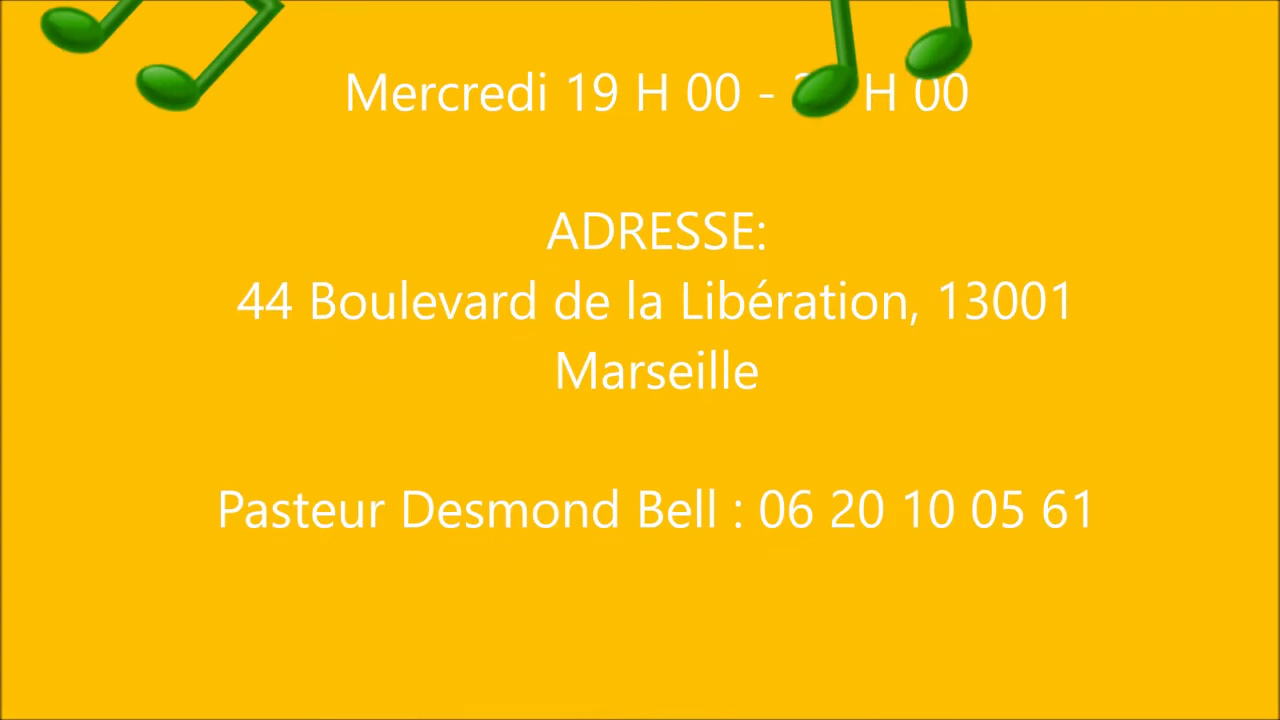 Mercredi 19 H 00 - H 00
ADRESSE:
44 Boulevard de la Libération, 13001
Marseille
Pasteur Desmond Bell : 06 20 10 05 61